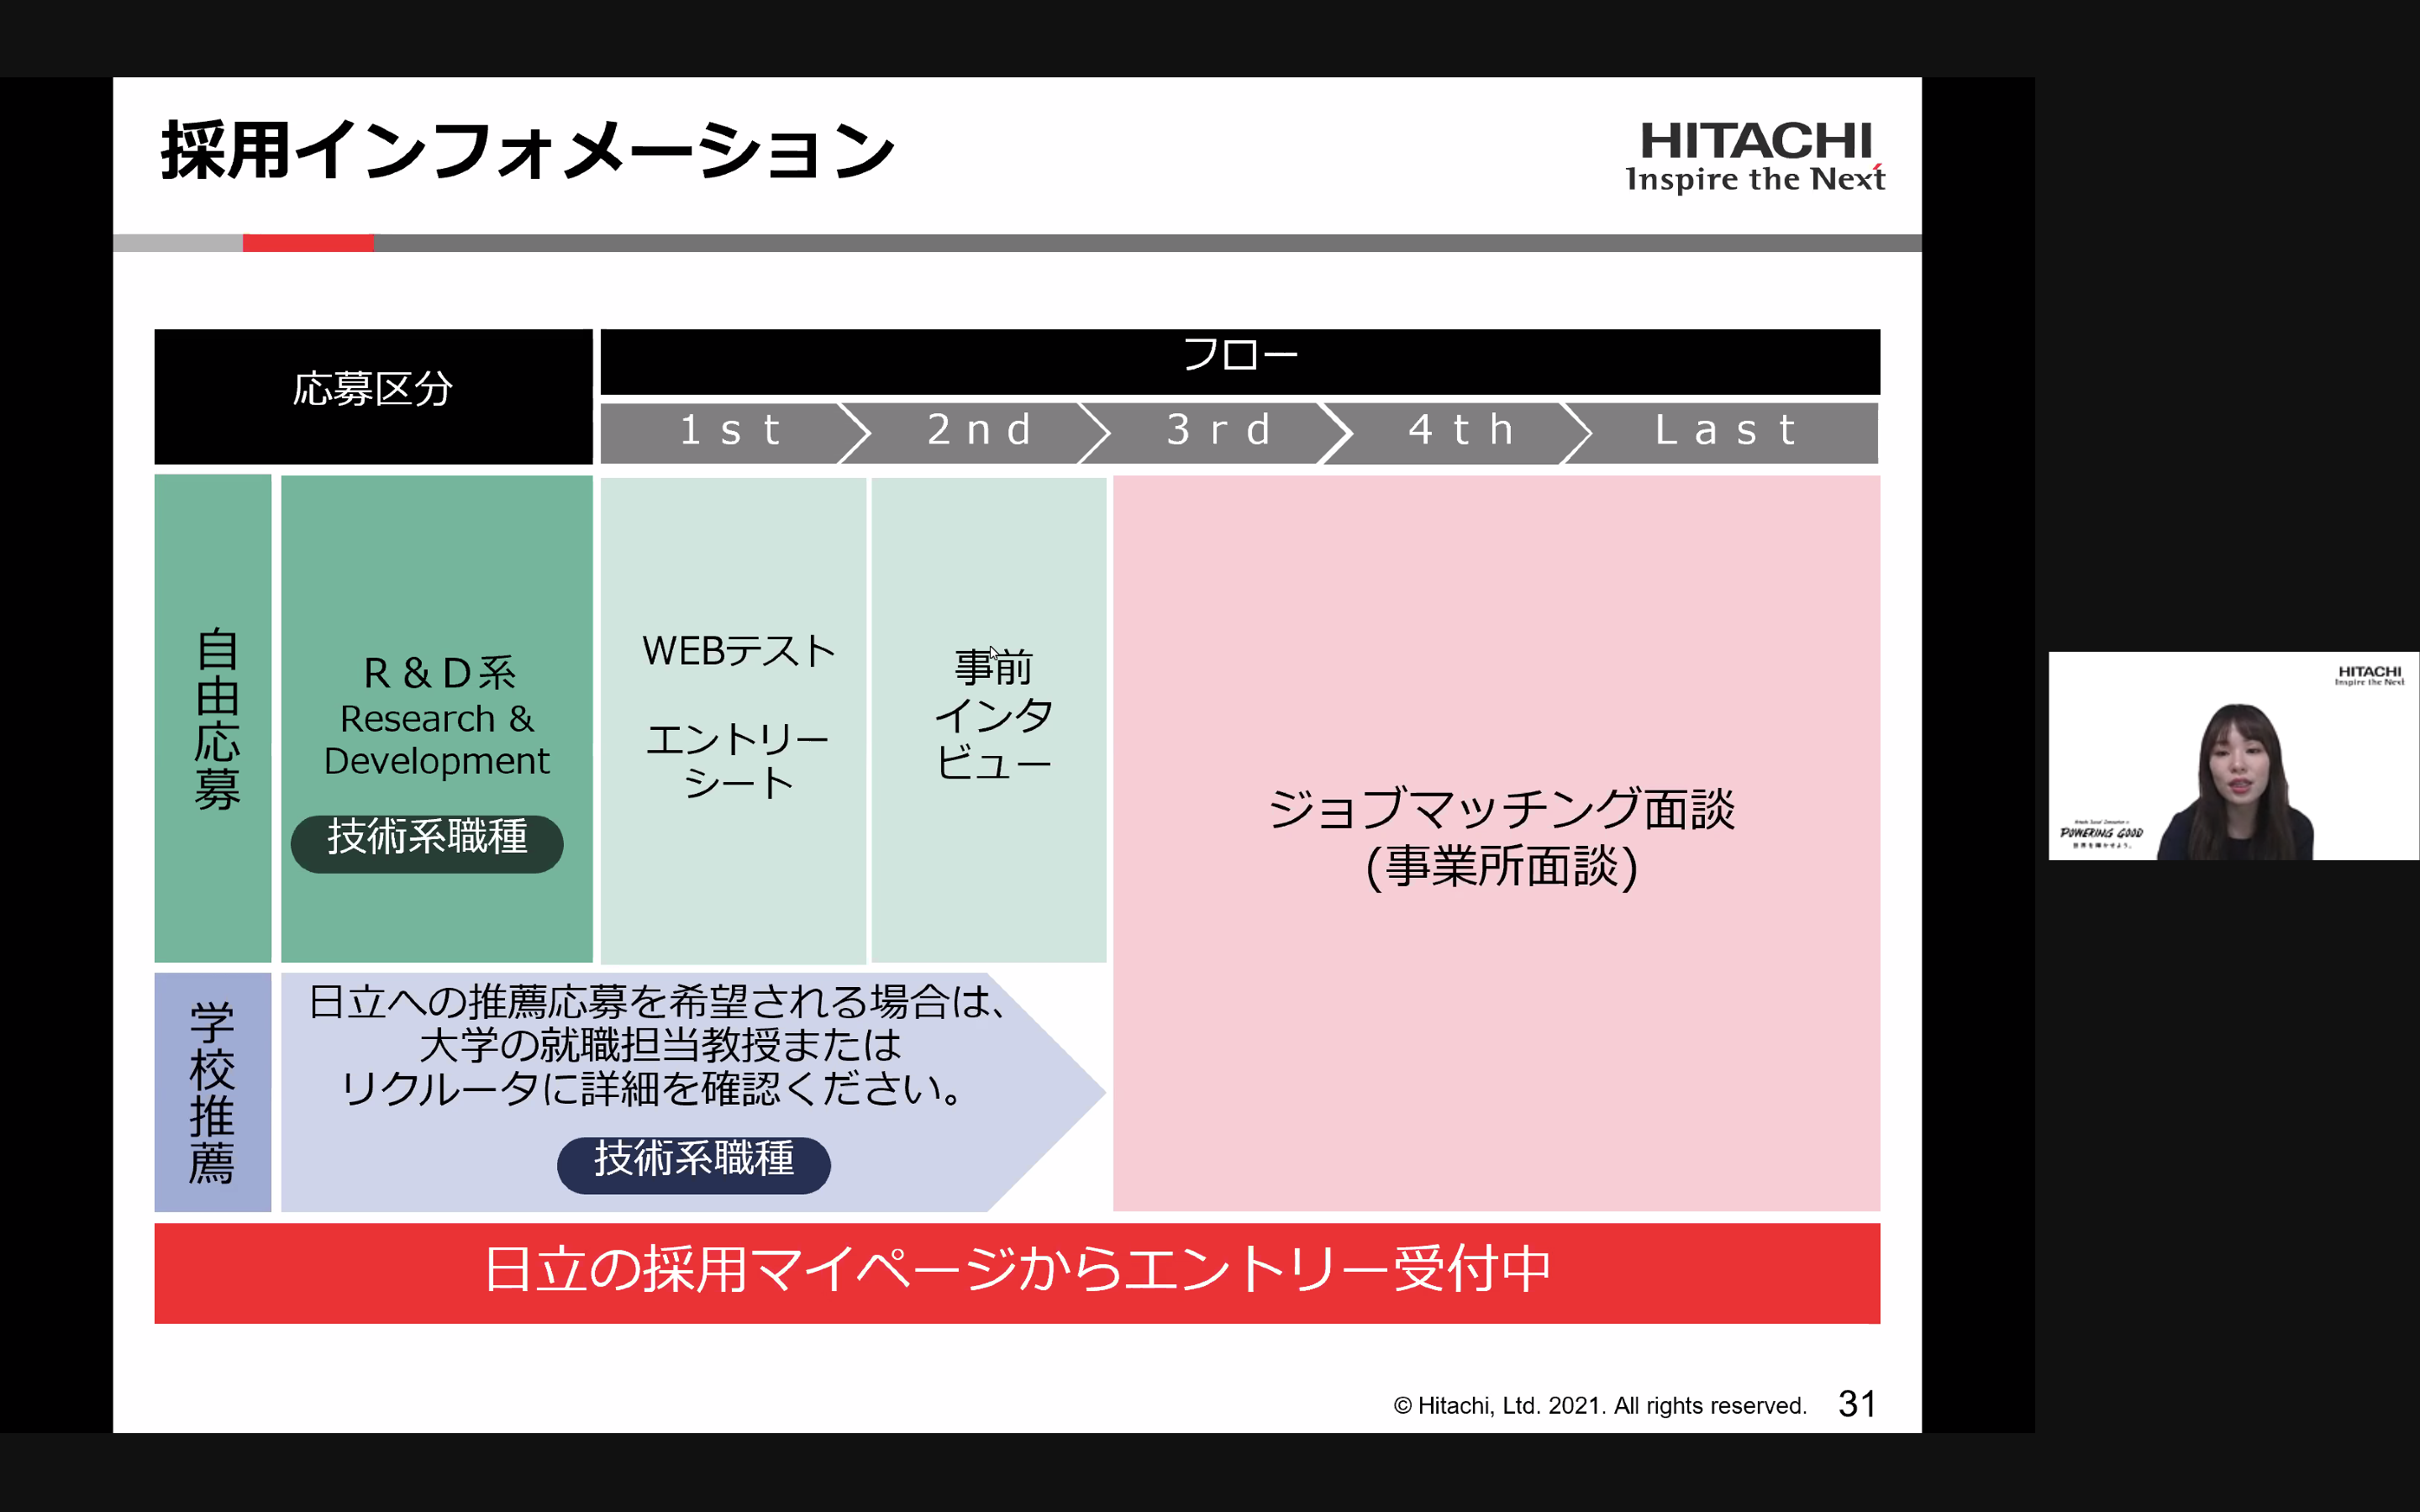 採用インフォメーション
HITACHI
Inspire the Next
応募区分
フロー
1st
2nd
3rd
4th
Last
自由応募
R&D系
Research &
Development
技術系職種
WEBテスト
エントリー
シート
事前
インタ
ビュー
ジョブマッチング面談
(事業所面談)
学校推薦
日立への推薦応募を希望される場合は、
大学の就職担当教授または
リクルータに詳細を確認ください。
技術系職種
日立の採用マイページからエントリー受付中
© Hitachi, Ltd. 2021. All rights reserved.
31
HITACHI
Inspire the Next
POWERING GOOD
世界を輝かせよう。